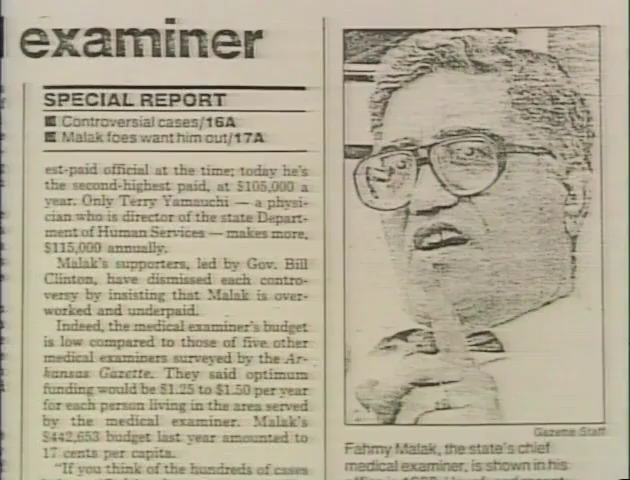 examiner
SPECIAL REPORT
■ Controversial cases/16A
■ Malak foes want him out/17A
est-paid official at the time; today he's
the second-highest paid, at $105,000 a
year. Only Terry Yamauchi — a physi-
cian who is director of the state Depart-
ment of Human Services — makes more,
$115,000 annually.
Malak's supporters, led by Gov. Bill
Clinton, have dismissed each contro-
versy by insisting that Malak is over-
worked and underpaid.
Indeed, the medical examiner's budget
is low compared to those of five other
medical examiners surveyed by the Ar-
kansas Gazette. They said optimum
funding would be $1.25 to $1.50 per year
for each person living in the area served
by the medical examiner. Malak's
$442,653 budget last year amounted to
17 cents per capita.
"If you think of the hundreds of cases
Gazette Staff
Fahmy Malak, the state's chief
medical examiner, is shown in his